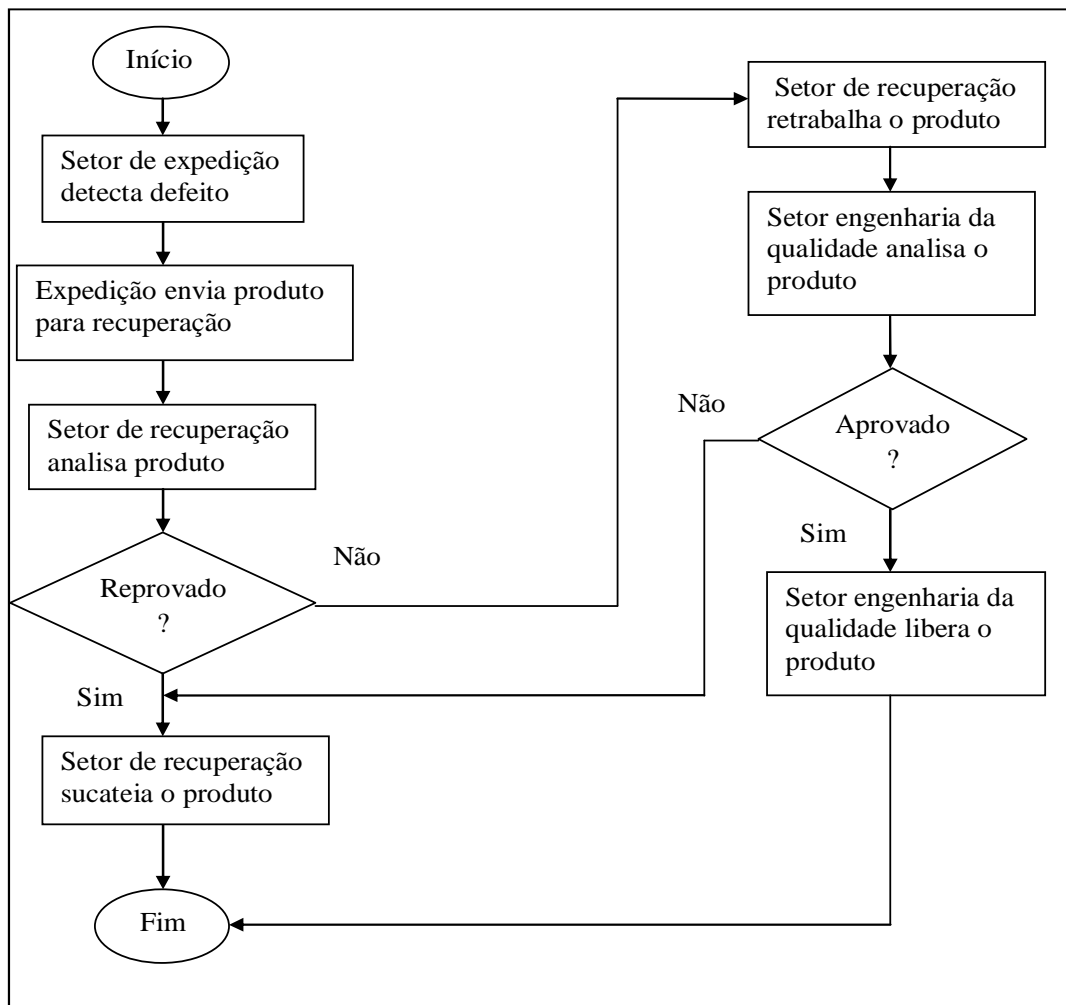 Início
Setor de expedição
detecta defeito
Expedição envia produto
para recuperação
Setor de recuperação
analisa produto
Reprovado
?
Não
Sim
Setor de recuperação
sucateia o produto
Fim
Setor de recuperação
retrabalha o produto
Setor engenharia da
qualidade analisa o
produto
Aprovado
?
Não
Sim
Setor engenharia da
qualidade libera o
produto